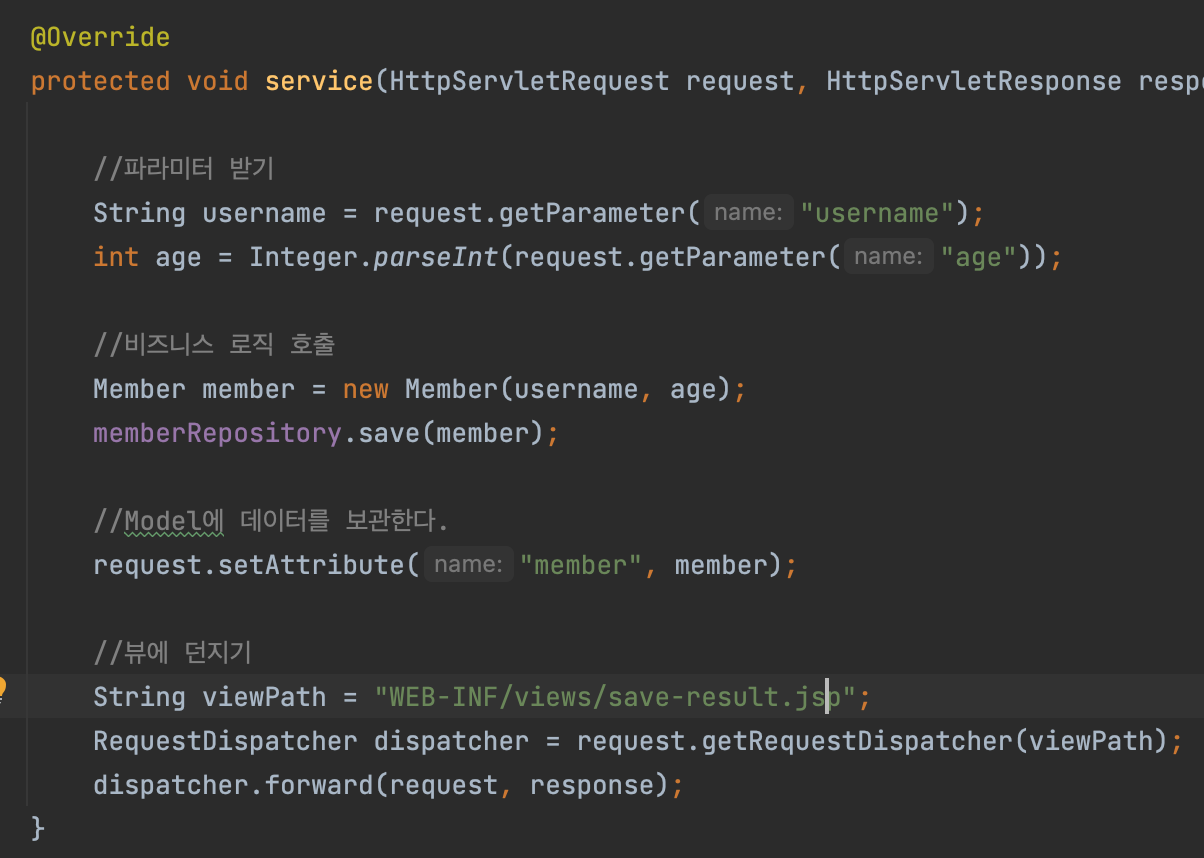 @Override
protected void service(HttpServletRequest request, HttpServletResponse resp
//파라미터 받기
String username = request.getParameter( name: "username");
int age = Integer.parseInt(request.getParameter( name: "age"));
//비즈니스 로직 호출
Member member = new Member(username, age);
memberRepository.save(member);
//Model에 데이터를 보관한다.
request.setAttribute( name: "member", member);
//뷰에 던지기
String viewPath = "WEB-INF/views/save-result.jsp";
RequestDispatcher dispatcher = request.getRequestDispatcher(viewPath);
dispatcher.forward(request, response);
}